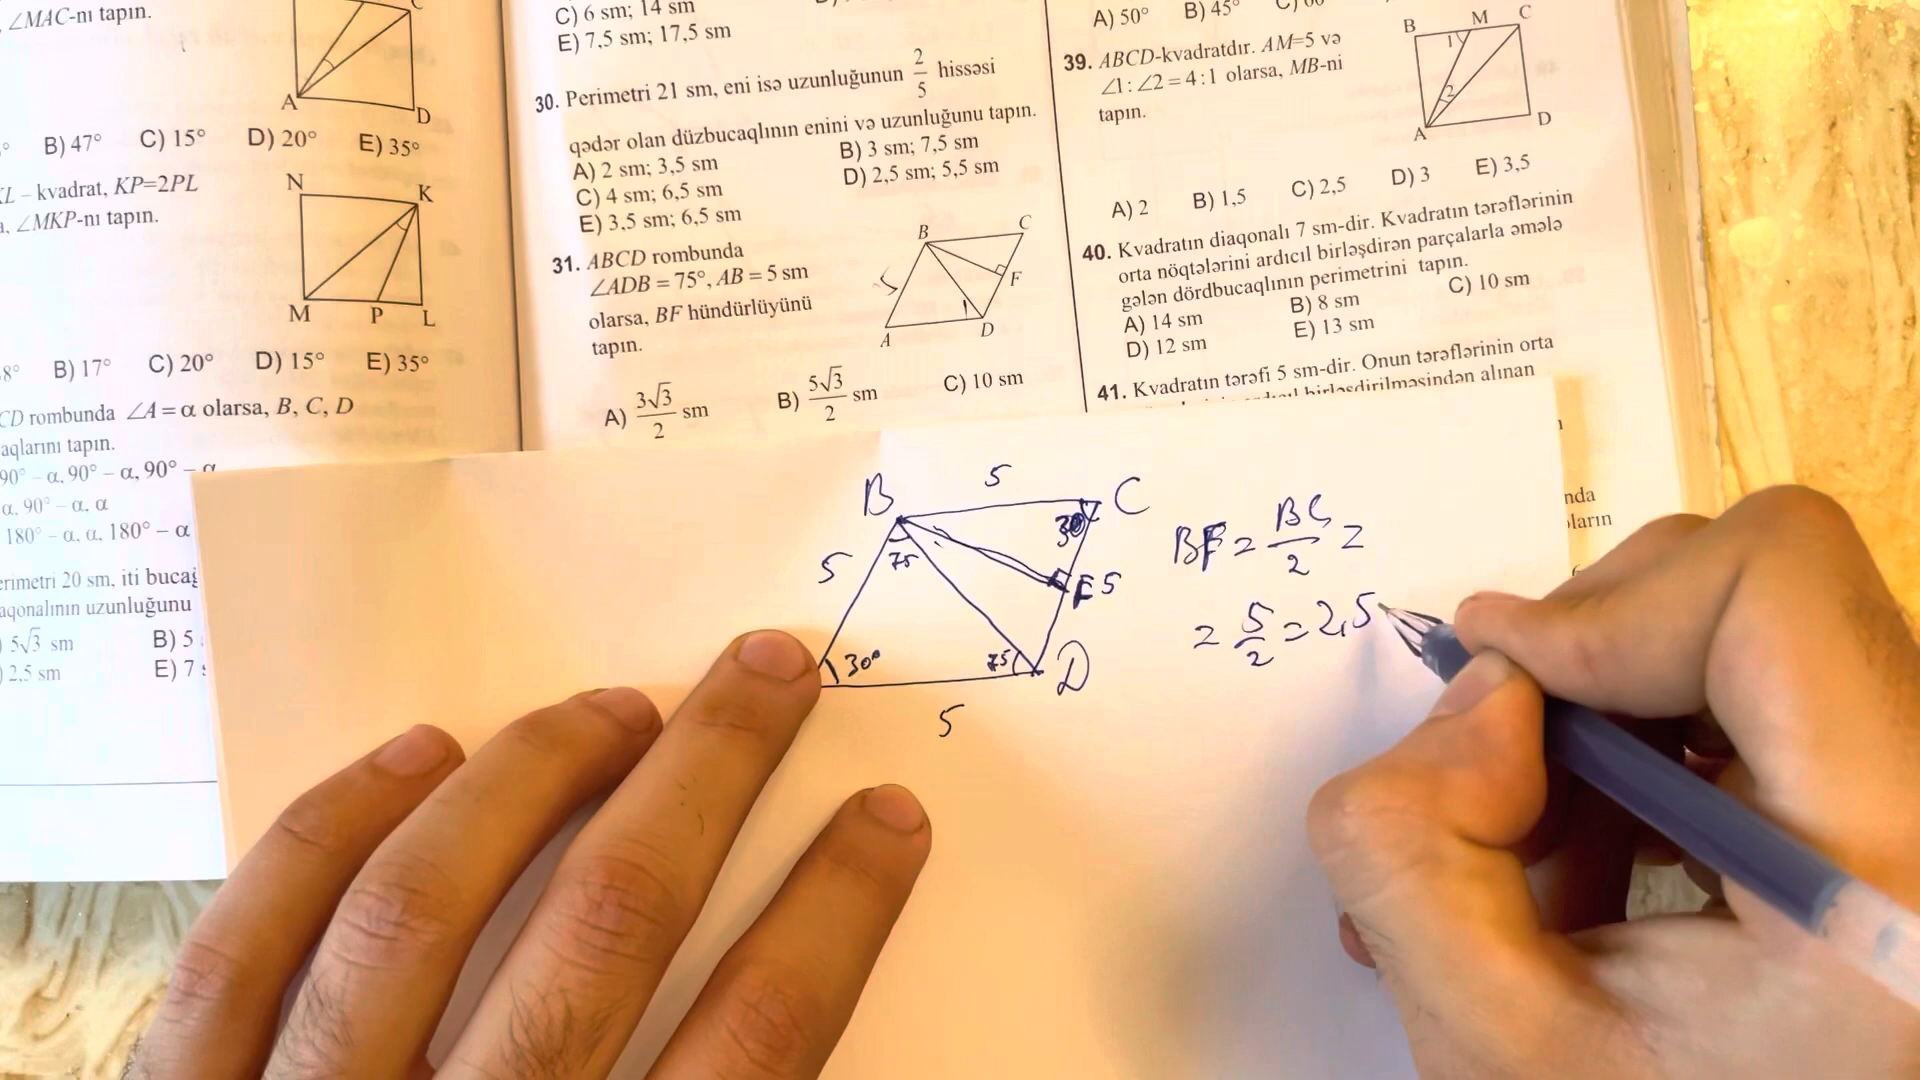 ∠MAC-nı tapın.
A
D
B) 47° C) 15° D) 20° E) 35°
– kvadrat, KP=2PL
∠MKP-nı tapın.
N
K
M
P
L
8° B) 17° C) 20° D) 15° E) 35°
CD rombunda ∠A = α olarsa, B, C, D
aqlarını tapın.
90° – α, 90° – α, 90° – α
α, 90° – α, α
180° – α, α, 180° – α
erimetri 20 sm, iti bucaq
aqonalının uzunluğunu
5√3 sm B) 5
2,5 sm E) 7
C) 6 sm; 14 sm
E) 7,5 sm; 17,5 sm
30. Perimetri 21 sm, eni isə uzunluğunun 2/5 hissəsi
qədər olan düzbucaqlının enini və uzunluğunu tapın.
A) 2 sm; 3,5 sm B) 3 sm; 7,5 sm
C) 4 sm; 6,5 sm D) 2,5 sm; 5,5 sm
E) 3,5 sm; 6,5 sm
31. ABCD rombunda
∠ADB = 75°, AB = 5 sm
olarsa, BF hündürlüyünü
tapın.
B
C
F
D
A
A) 3√3/2 sm B) 5√3/2 sm C) 10 sm
A) 50° B) 45°
39. ABCD-kvadratdır. AM=5 və
∠1 : ∠2 = 4 : 1 olarsa, MB-ni
tapın.
B
M
C
1
2
A
D
A) 2 B) 1,5 C) 2,5 D) 3 E) 3,5
40. Kvadratın diaqonalı 7 sm-dir. Kvadratın tərəflərinin
orta nöqtələrini ardıcıl birləşdirən parçalarla əmələ
gələn dördbucaqlının perimetrini tapın.
A) 14 sm B) 8 sm C) 10 sm
D) 12 sm E) 13 sm
41. Kvadratın tərəfi 5 sm-dir. Onun tərəflərinin orta
birləşdirilməsindən alınan
nda
ların
B
5
C
30
5
75
F 5
30°
75
D
5
BF = BC/2 =
= 5/2 = 2,5